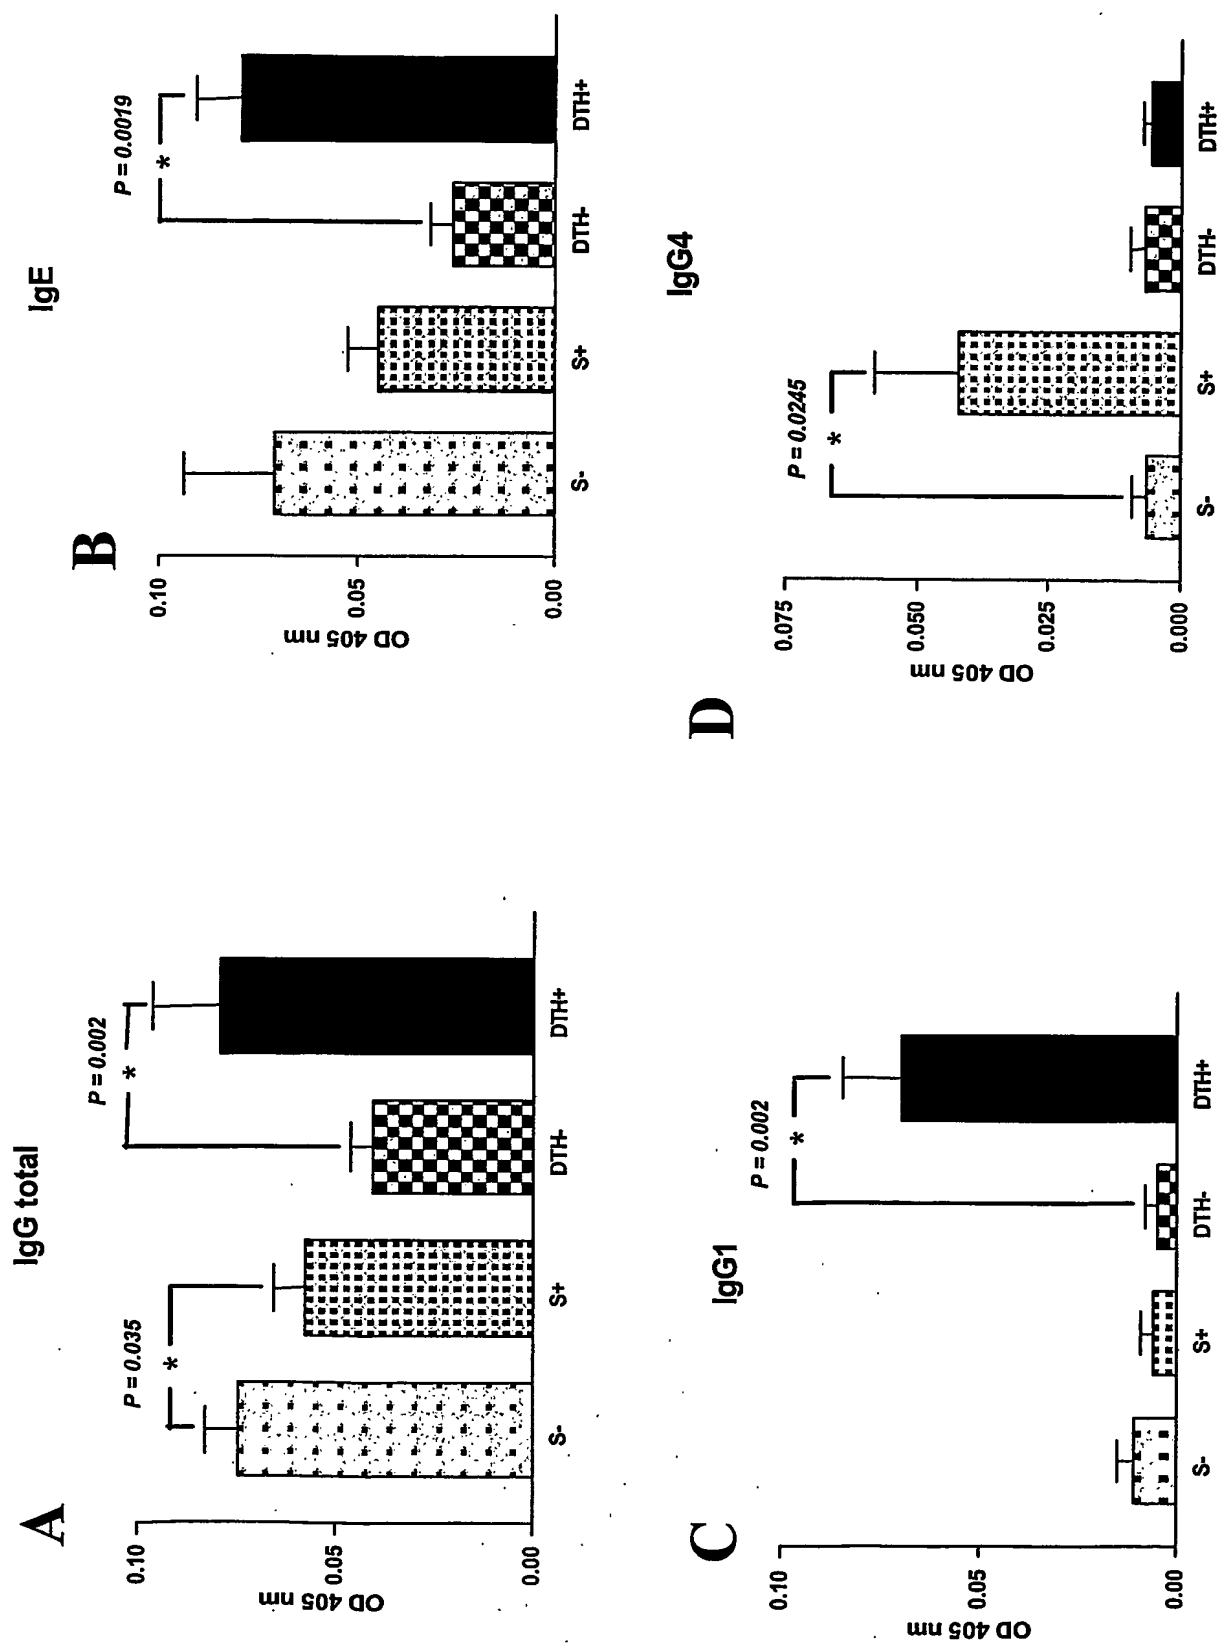 A
IgG total
P = 0.035
*
P = 0.002
*
OD 405 nm
0.10
0.05
0.00
S-
S+
DTH-
DTH+
B
IgE
P = 0.0019
*
OD 405 nm
0.10
0.05
0.00
S-
S+
DTH-
DTH+
C
IgG1
P = 0.002
*
OD 405 nm
0.10
0.05
0.00
S-
S+
DTH-
DTH+
D
IgG4
P = 0.0245
*
OD 405 nm
0.075
0.050
0.025
0.000
S-
S+
DTH-
DTH+